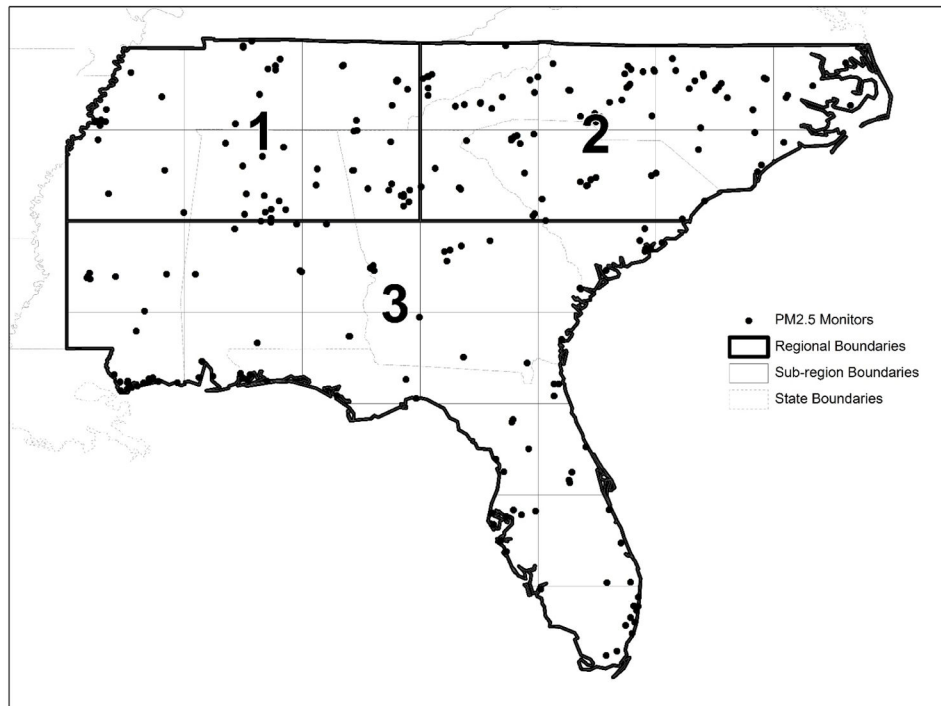 1
2
3
PM2.5 Monitors
Regional Boundaries
Sub-region Boundaries
State Boundaries